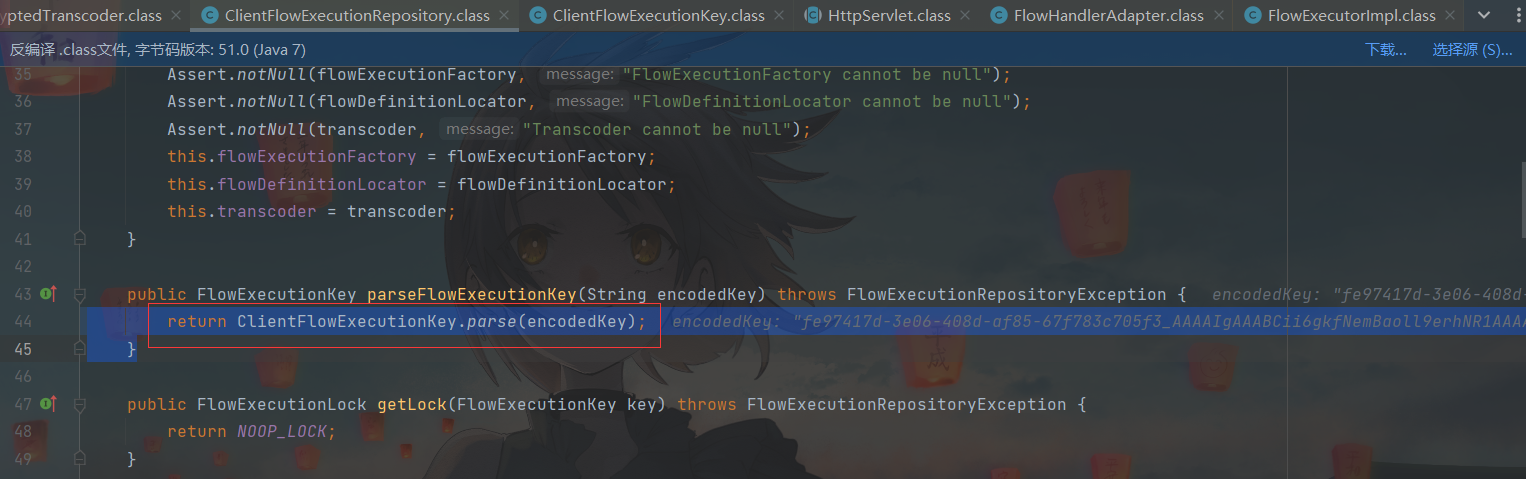 yptedTranscoder.class ClientFlowExecutionRepository.class ClientFlowExecutionKey.class HttpServlet.class FlowHandlerAdapter.class FlowExecutorImpl.class
反编译 .class文件, 字节码版本: 51.0 (Java 7) 下载... 选择源 (S)...
35 Assert.notNull(flowExecutionFactory, message: "FlowExecutionFactory cannot be null");
36 Assert.notNull(flowDefinitionLocator, message: "FlowDefinitionLocator cannot be null");
37 Assert.notNull(transcoder, message: "Transcoder cannot be null");
38 this.flowExecutionFactory = flowExecutionFactory;
39 this.flowDefinitionLocator = flowDefinitionLocator;
40 this.transcoder = transcoder;
41 }
42
43 public FlowExecutionKey parseFlowExecutionKey(String encodedKey) throws FlowExecutionRepositoryException { encodedKey: "fe97417d-3e06-408d-
44 return ClientFlowExecutionKey.parse(encodedKey); encodedKey: "fe97417d-3e06-408d-af85-67f783c705f3_AAAAIgAAABCii6gkfNemBaoll9erhNR1AAAA
45 }
46
47 public FlowExecutionLock getLock(FlowExecutionKey key) throws FlowExecutionRepositoryException {
48 return NOOP_LOCK;
49 }